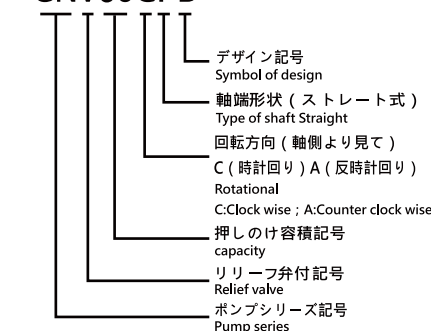 デザイン記号
Symbol of design
軸端形状 ( ストレート式 )
Type of shaft Straight
回転方向 ( 軸側より見て )
C ( 時計回り ) A ( 反時計回り )
Rotational
C:Clock wise ; A:Counter clock wise
押しのけ容積記号
capacity
リリーフ弁付記号
Relief valve
ポンプシリーズ記号
Pump series